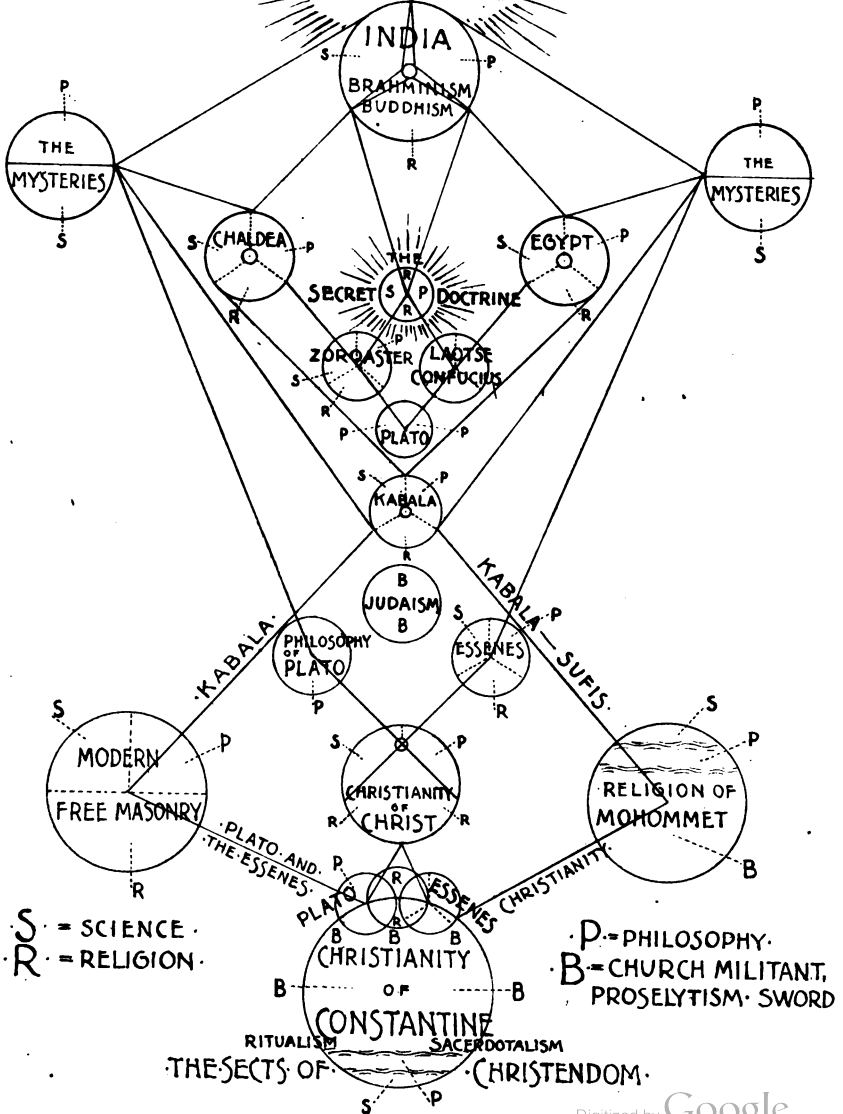 INDIA
S
P
BRAHMINISM
BUDDHISM
R
P
THE
MYSTERIES
S
P
THE
MYSTERIES
S
S
CHALDEA
P
R
S
EGYPT
P
R
THE
R
SECRET S P DOCTRINE
R
P
ZOROASTER
S
R
LAOTSE
CONFUCIUS
P
P
PLATO
P
S
P
KABALA
R
B
JUDAISM
B
·KABALA·
KABALA—SUFIS·
PHILOSOPHY
OF
PLATO
P
S
P
ESSENES
R
S
P
MODERN
FREE MASONRY
R
S
P
CHRISTIANITY
OF
CHRIST
R
R
S
P
RELIGION OF
MOHOMMET
B
·PLATO AND·
·THE·ESSENES·
CHRISTIANITY·
P
PLATO
R
R
ESSENES
B
B
B
CHRISTIANITY
OF
CONSTANTINE
B
B
RITUALISM
SACERDOTALISM
·THE·SECTS OF· ·CHRISTENDOM·
S
P
·S· = SCIENCE ·
·R· = RELIGION ·
·P·=PHILOSOPHY·
·B·=CHURCH MILITANT,
PROSELYTISM· SWORD
Digitized by Google